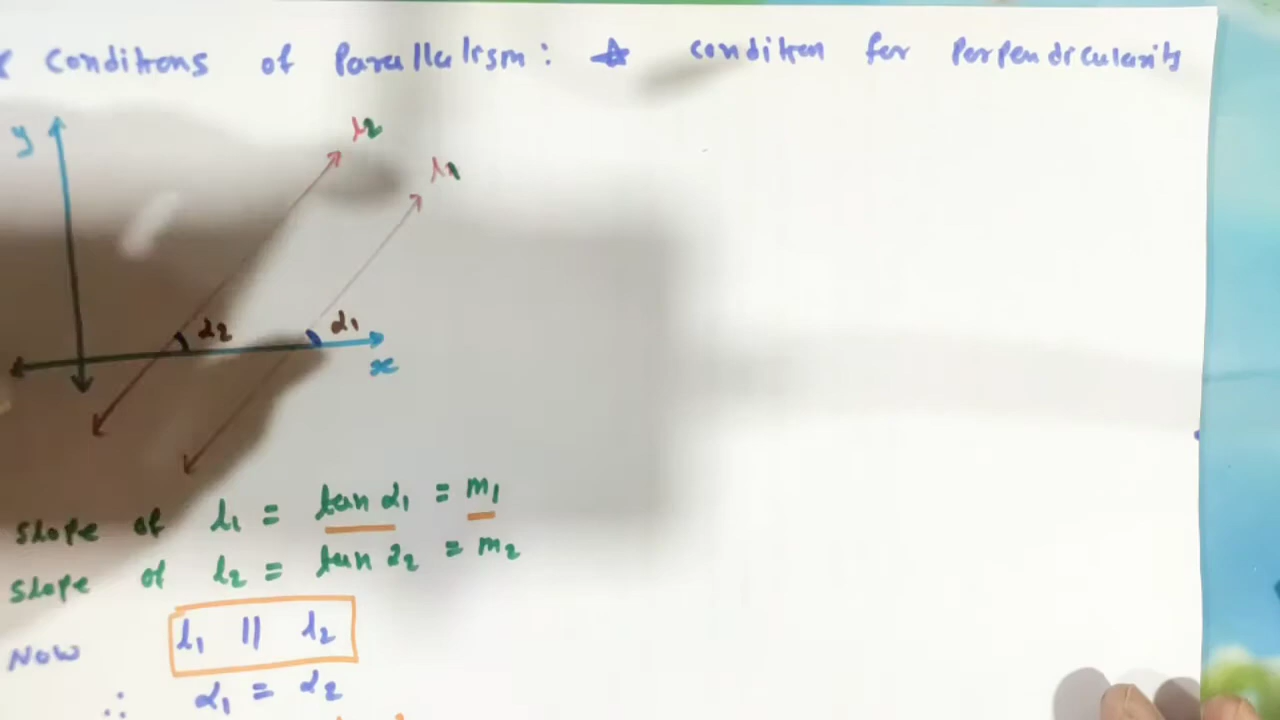 Conditions of Parallelism: ☆ condition for Perpendicularity
y
l2
l1
α2
α1
x
Slope of l1 = tan α1 = m1
Slope of l2 = tan α2 = m2
Now l1 || l2
∴ α1 = α2